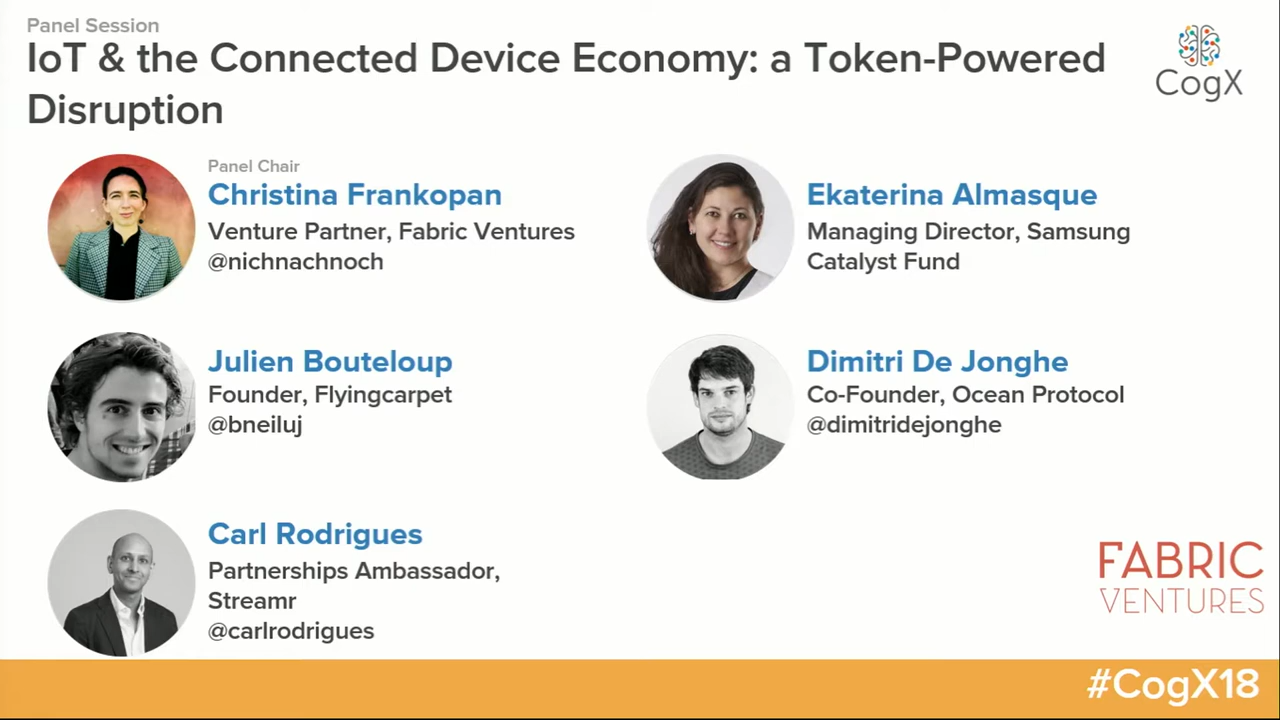 Panel Session
IoT & the Connected Device Economy: a Token-Powered
Disruption
CogX
Panel Chair
Christina Frankopan
Venture Partner, Fabric Ventures
@nichnachnoch
Ekaterina Almasque
Managing Director, Samsung
Catalyst Fund
Julien Bouteloup
Founder, Flyingcarpet
@bneiluj
Dimitri De Jonghe
Co-Founder, Ocean Protocol
@dimitridejonghe
Carl Rodrigues
Partnerships Ambassador,
Streamr
@carlrodrigues
FABRIC
VENTURES
#CogX18